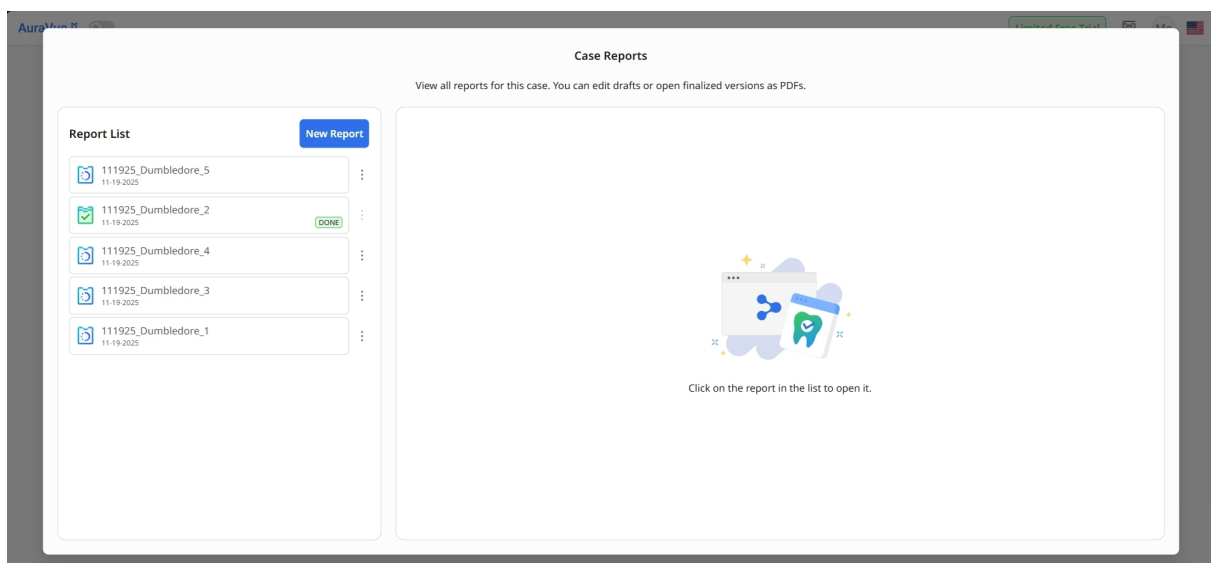 Case Reports
View all reports for this case. You can edit drafts or open finalized versions as PDFs.
Report List
New Report
111925_Dumbledore_5
11-19-2025
111925_Dumbledore_2
11-19-2025
DONE
111925_Dumbledore_4
11-19-2025
111925_Dumbledore_3
11-19-2025
111925_Dumbledore_1
11-19-2025
Click on the report in the list to open it.